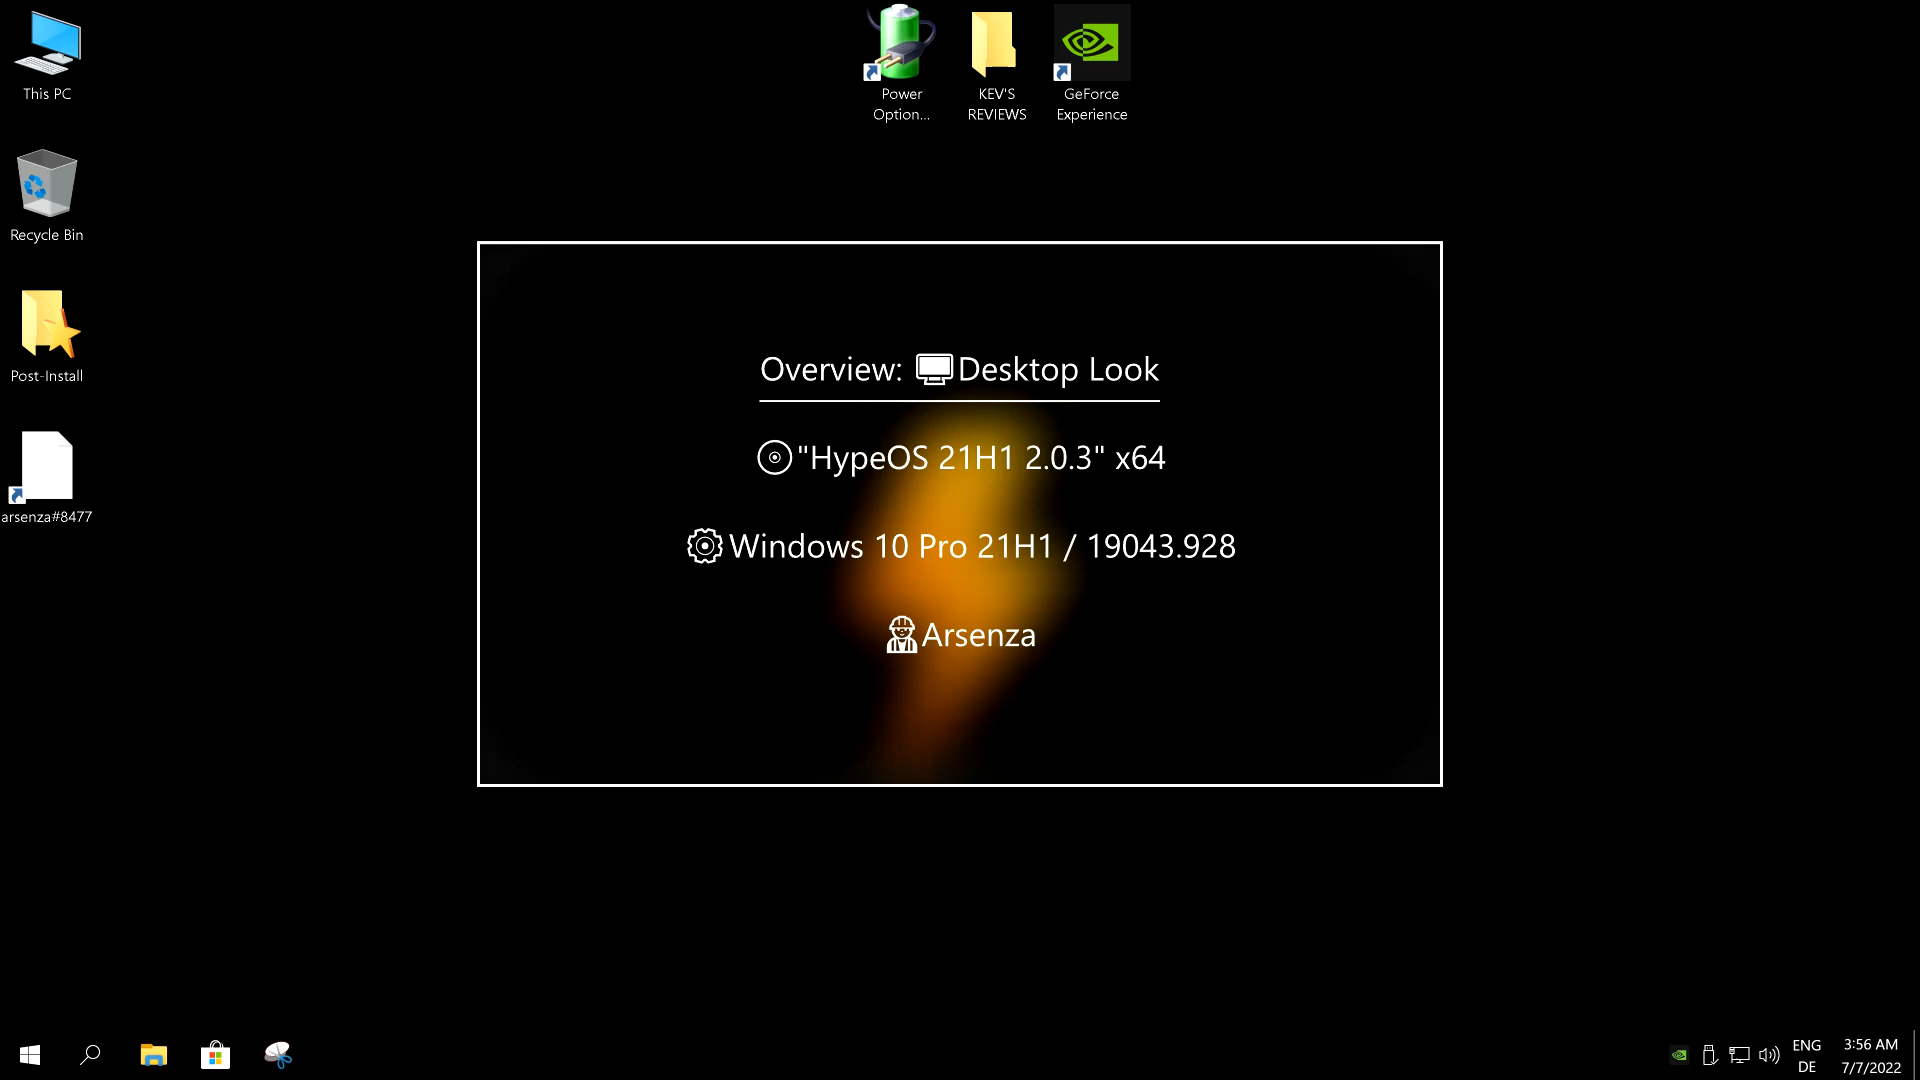 This PC
Recycle Bin
Post-Install
arsenza#8477
Power
Option...
KEV'S
REVIEWS
GeForce
Experience
Overview: Desktop Look
"HypeOS 21H1 2.0.3" x64
Windows 10 Pro 21H1 / 19043.928
Arsenza
ENG
DE
3:56 AM
7/7/2022